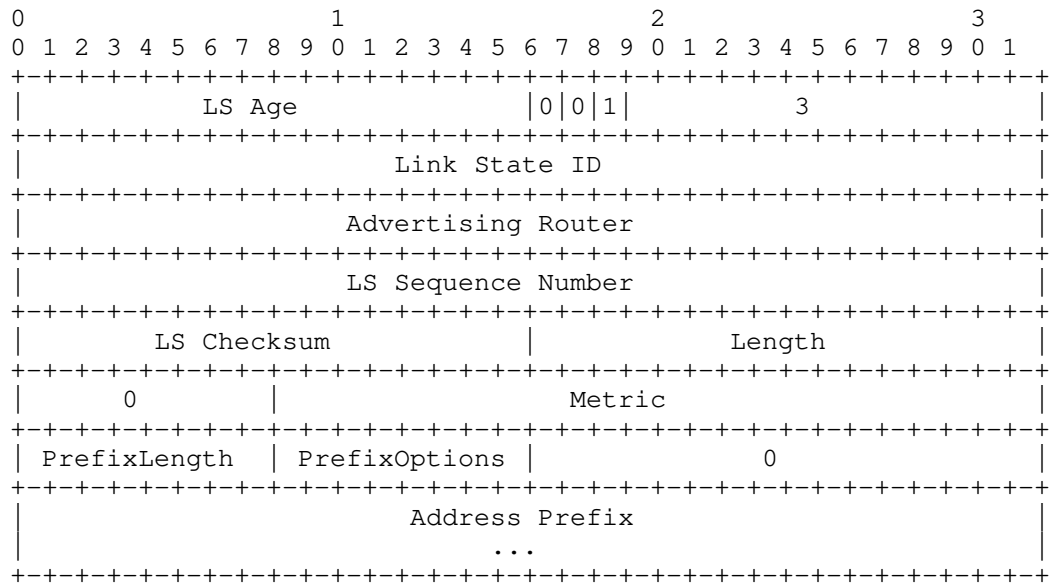 0                   1                   2                   3
0 1 2 3 4 5 6 7 8 9 0 1 2 3 4 5 6 7 8 9 0 1 2 3 4 5 6 7 8 9 0 1
+-+-+-+-+-+-+-+-+-+-+-+-+-+-+-+-+-+-+-+-+-+-+-+-+-+-+-+-+-+-+-+-+
|           LS Age              |0|0|1|          3              |
+-+-+-+-+-+-+-+-+-+-+-+-+-+-+-+-+-+-+-+-+-+-+-+-+-+-+-+-+-+-+-+-+
|                       Link State ID                           |
+-+-+-+-+-+-+-+-+-+-+-+-+-+-+-+-+-+-+-+-+-+-+-+-+-+-+-+-+-+-+-+-+
|                    Advertising Router                         |
+-+-+-+-+-+-+-+-+-+-+-+-+-+-+-+-+-+-+-+-+-+-+-+-+-+-+-+-+-+-+-+-+
|                    LS Sequence Number                         |
+-+-+-+-+-+-+-+-+-+-+-+-+-+-+-+-+-+-+-+-+-+-+-+-+-+-+-+-+-+-+-+-+
|        LS Checksum            |            Length             |
+-+-+-+-+-+-+-+-+-+-+-+-+-+-+-+-+-+-+-+-+-+-+-+-+-+-+-+-+-+-+-+-+
|      0        |                  Metric                       |
+-+-+-+-+-+-+-+-+-+-+-+-+-+-+-+-+-+-+-+-+-+-+-+-+-+-+-+-+-+-+-+-+
| PrefixLength  | PrefixOptions |              0                |
+-+-+-+-+-+-+-+-+-+-+-+-+-+-+-+-+-+-+-+-+-+-+-+-+-+-+-+-+-+-+-+-+
|                        Address Prefix                         |
|                             ...                               |
+-+-+-+-+-+-+-+-+-+-+-+-+-+-+-+-+-+-+-+-+-+-+-+-+-+-+-+-+-+-+-+-+